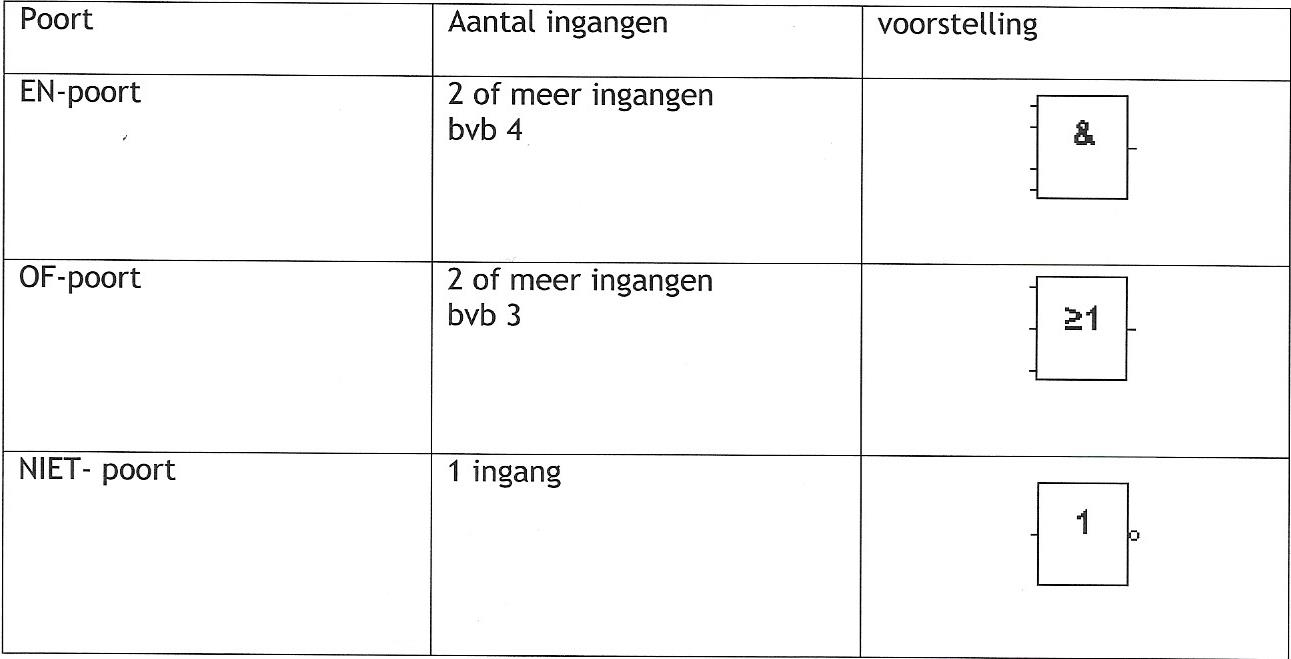 Poort
Aantal ingangen
voorstelling
EN-poort
2 of meer ingangen
bvb 4
&
OF-poort
2 of meer ingangen
bvb 3
≥1
NIET- poort
1 ingang
1